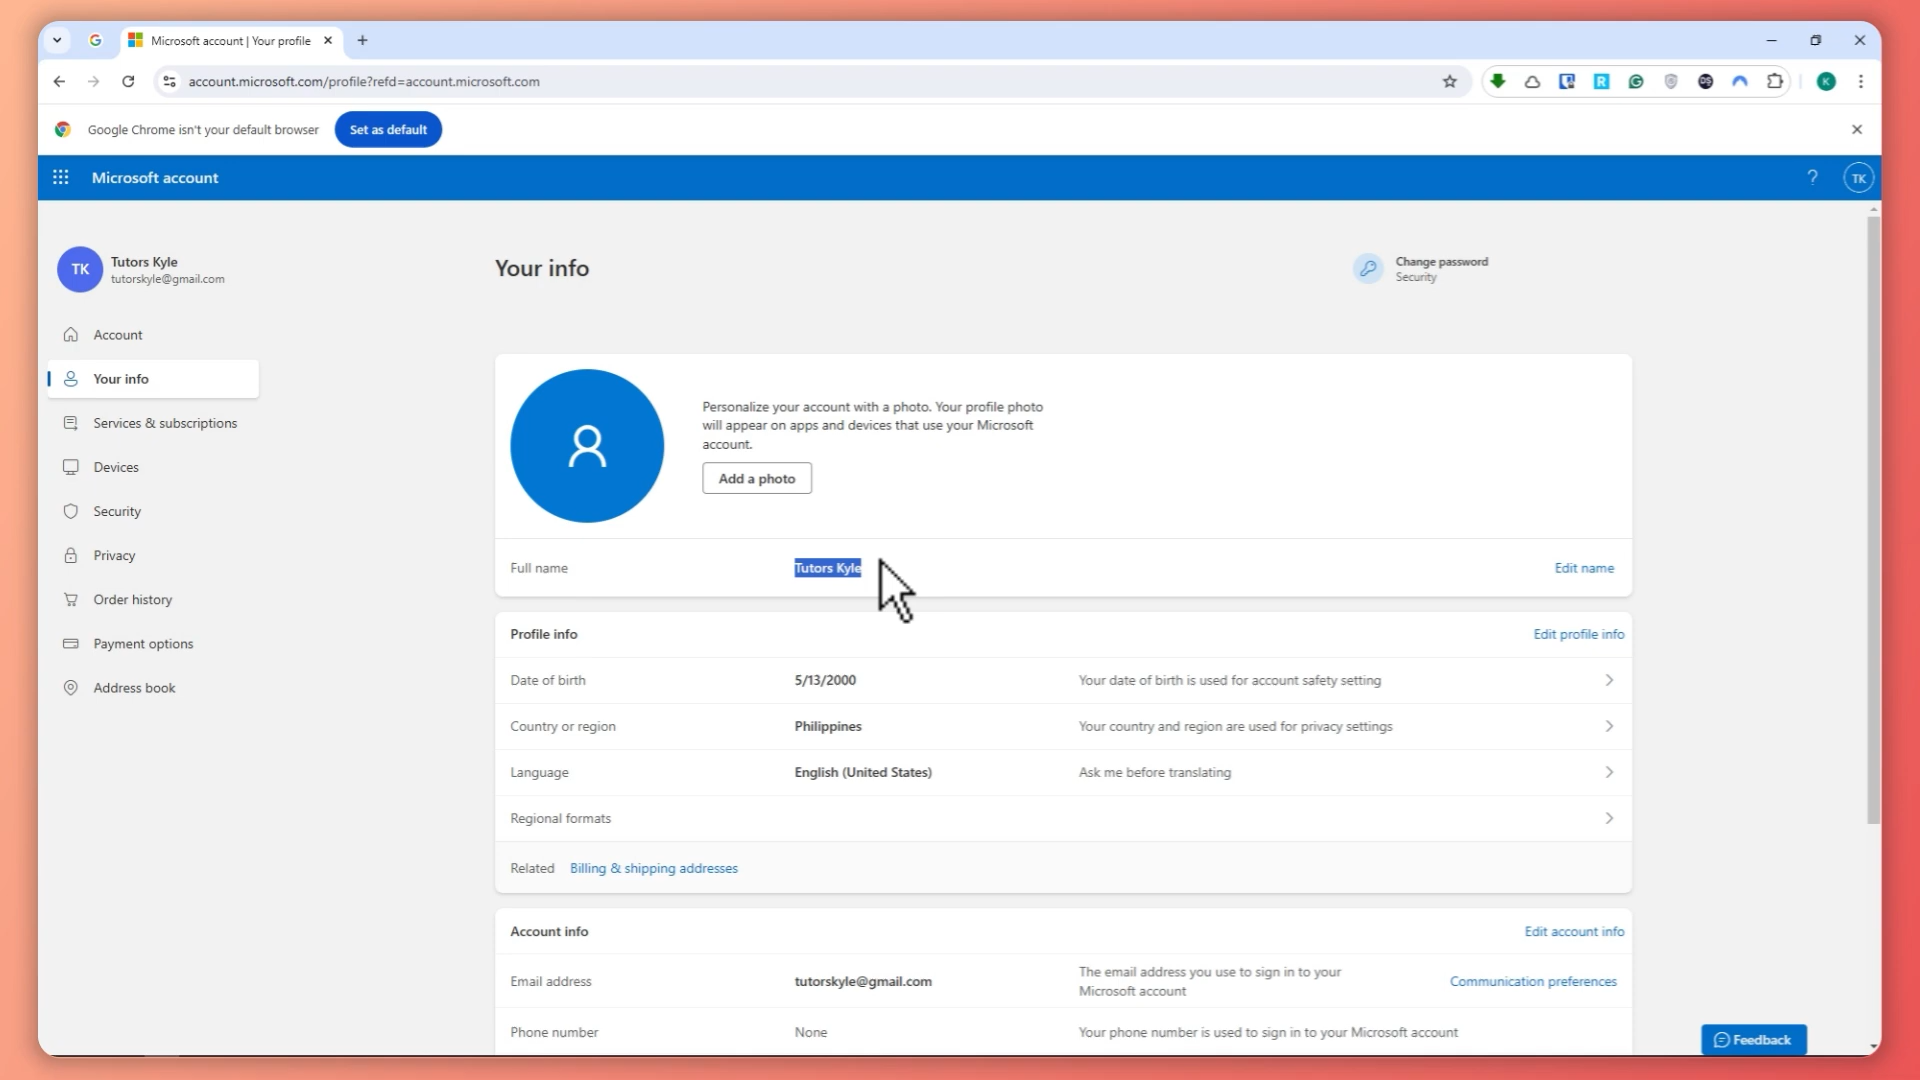 Microsoft account | Your profile
account.microsoft.com/profile?refd=account.microsoft.com
K
Google Chrome isn't your default browser
Set as default
Microsoft account
?
TK
TK
Tutors Kyle
tutorskyle@gmail.com
Account
Your info
Services & subscriptions
Devices
Security
Privacy
Order history
Payment options
Address book
Your info
Change password
Security
Personalize your account with a photo. Your profile photo
will appear on apps and devices that use your Microsoft
account.
Add a photo
Full name
Tutors Kyle
Edit name
Profile info
Edit profile info
Date of birth
5/13/2000
Your date of birth is used for account safety setting
Country or region
Philippines
Your country and region are used for privacy settings
Language
English (United States)
Ask me before translating
Regional formats
Related
Billing & shipping addresses
Account info
Edit account info
Email address
tutorskyle@gmail.com
The email address you use to sign in to your
Microsoft account
Communication preferences
Phone number
None
Your phone number is used to sign in to your Microsoft account
Feedback